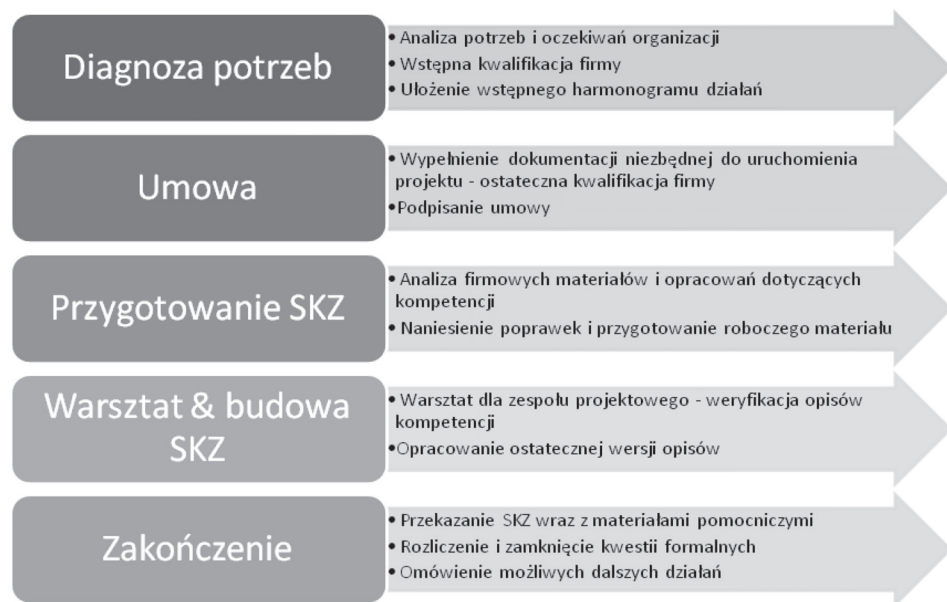 Diagnoza potrzeb
• Analiza potrzeb i oczekiwań organizacji
• Wstępna kwalifikacja firmy
• Ułożenie wstępnego harmonogramu działań
Umowa
• Wypełnienie dokumentacji niezbędnej do uruchomienia
projektu - ostateczna kwalifikacja firmy
•Podpisanie umowy
Przygotowanie SKZ
• Analiza firmowych materiałów i opracowań dotyczących
kompetencji
• Naniesienie poprawek i przygotowanie roboczego materiału
Warsztat & budowa
SKZ
• Warsztat dla zespołu projektowego - weryfikacja opisów
kompetencji
•Opracowanie ostatecznej wersji opisów
Zakończenie
• Przekazanie SKZ wraz z materiałami pomocniczymi
• Rozliczenie i zamknięcie kwestii formalnych
• Omówienie możliwych dalszych działań